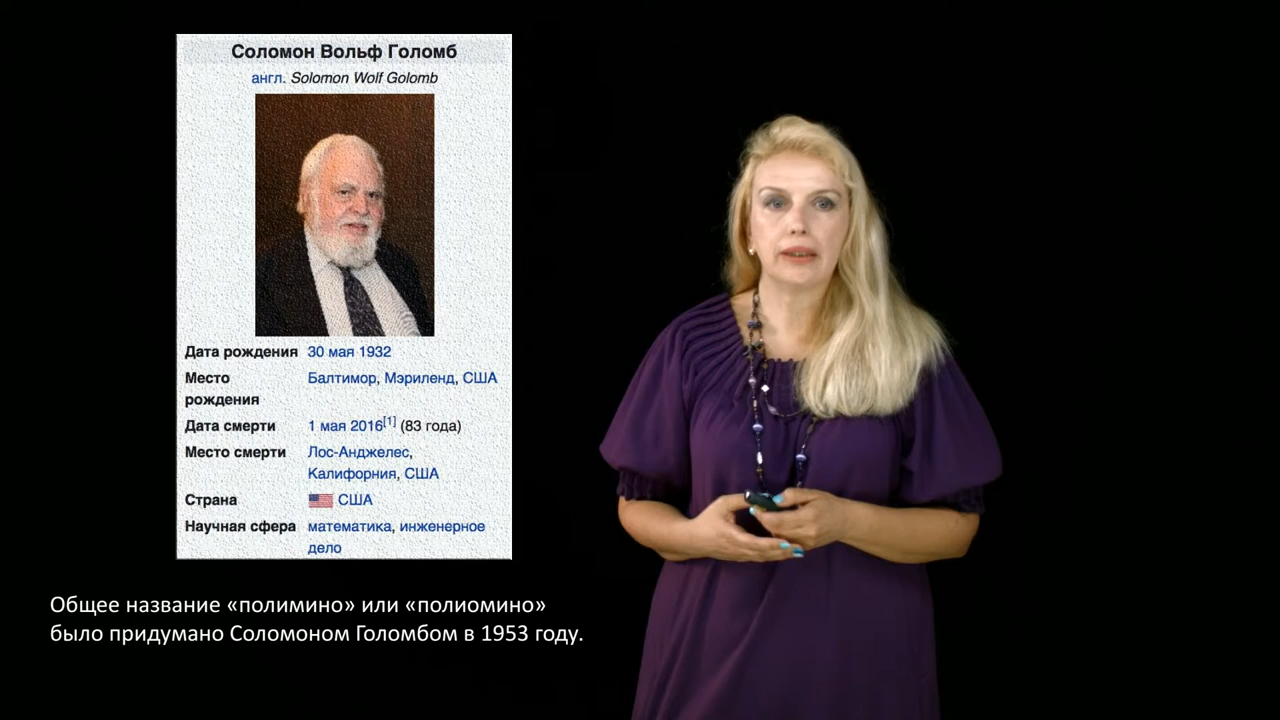 Соломон Вольф Голомб
англ. Solomon Wolf Golomb
Дата рождения 30 мая 1932
Место Балтимор, Мэриленд, США
рождения
Дата смерти 1 мая 2016[1] (83 года)
Место смерти Лос-Анджелес,
Калифорния, США
Страна США
Научная сфера математика, инженерное
дело
Общее название «полимино» или «полиомино»
было придумано Соломоном Голомбом в 1953 году.